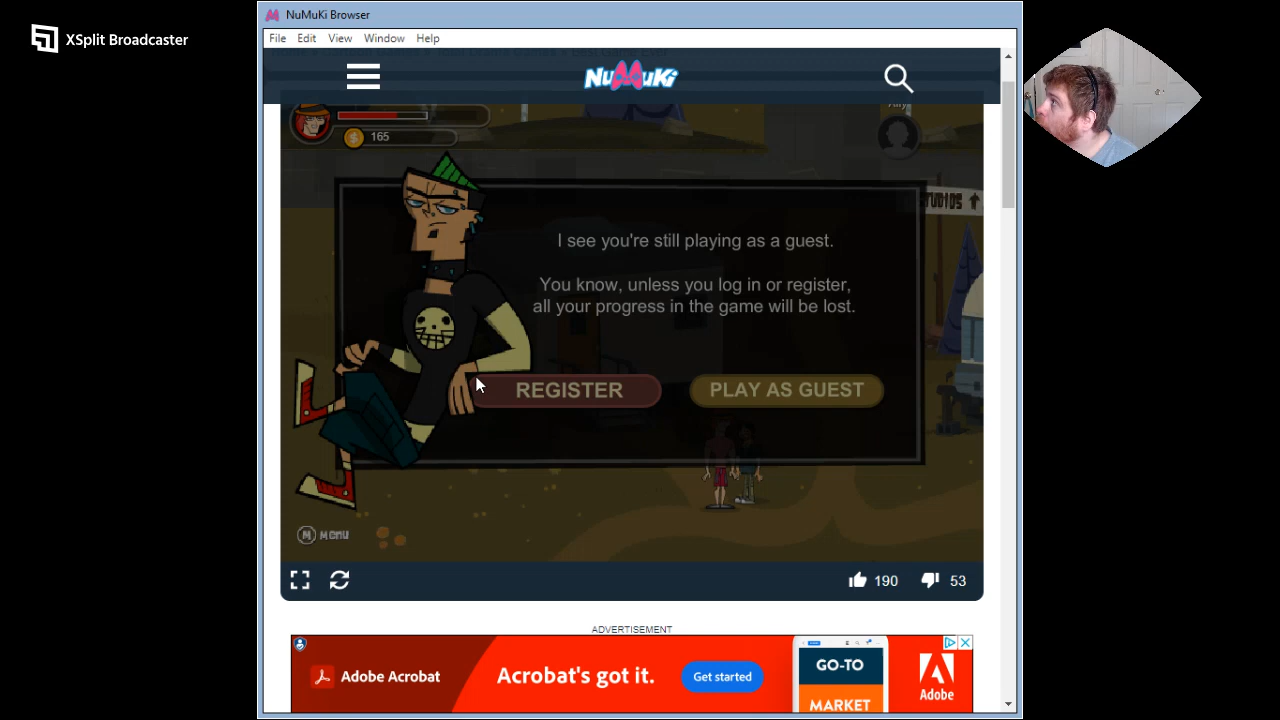 XSplit Broadcaster
NuMuKi Browser
File Edit View Window Help
NuMuKi
165
Ally
STUDIOS
I see you're still playing as a guest.
You know, unless you log in or register,
all your progress in the game will be lost.
REGISTER
PLAY AS GUEST
M MENU
190
53
ADVERTISEMENT
Adobe Acrobat
Acrobat's got it.
Get started
GO-TO
MARKET
Adobe